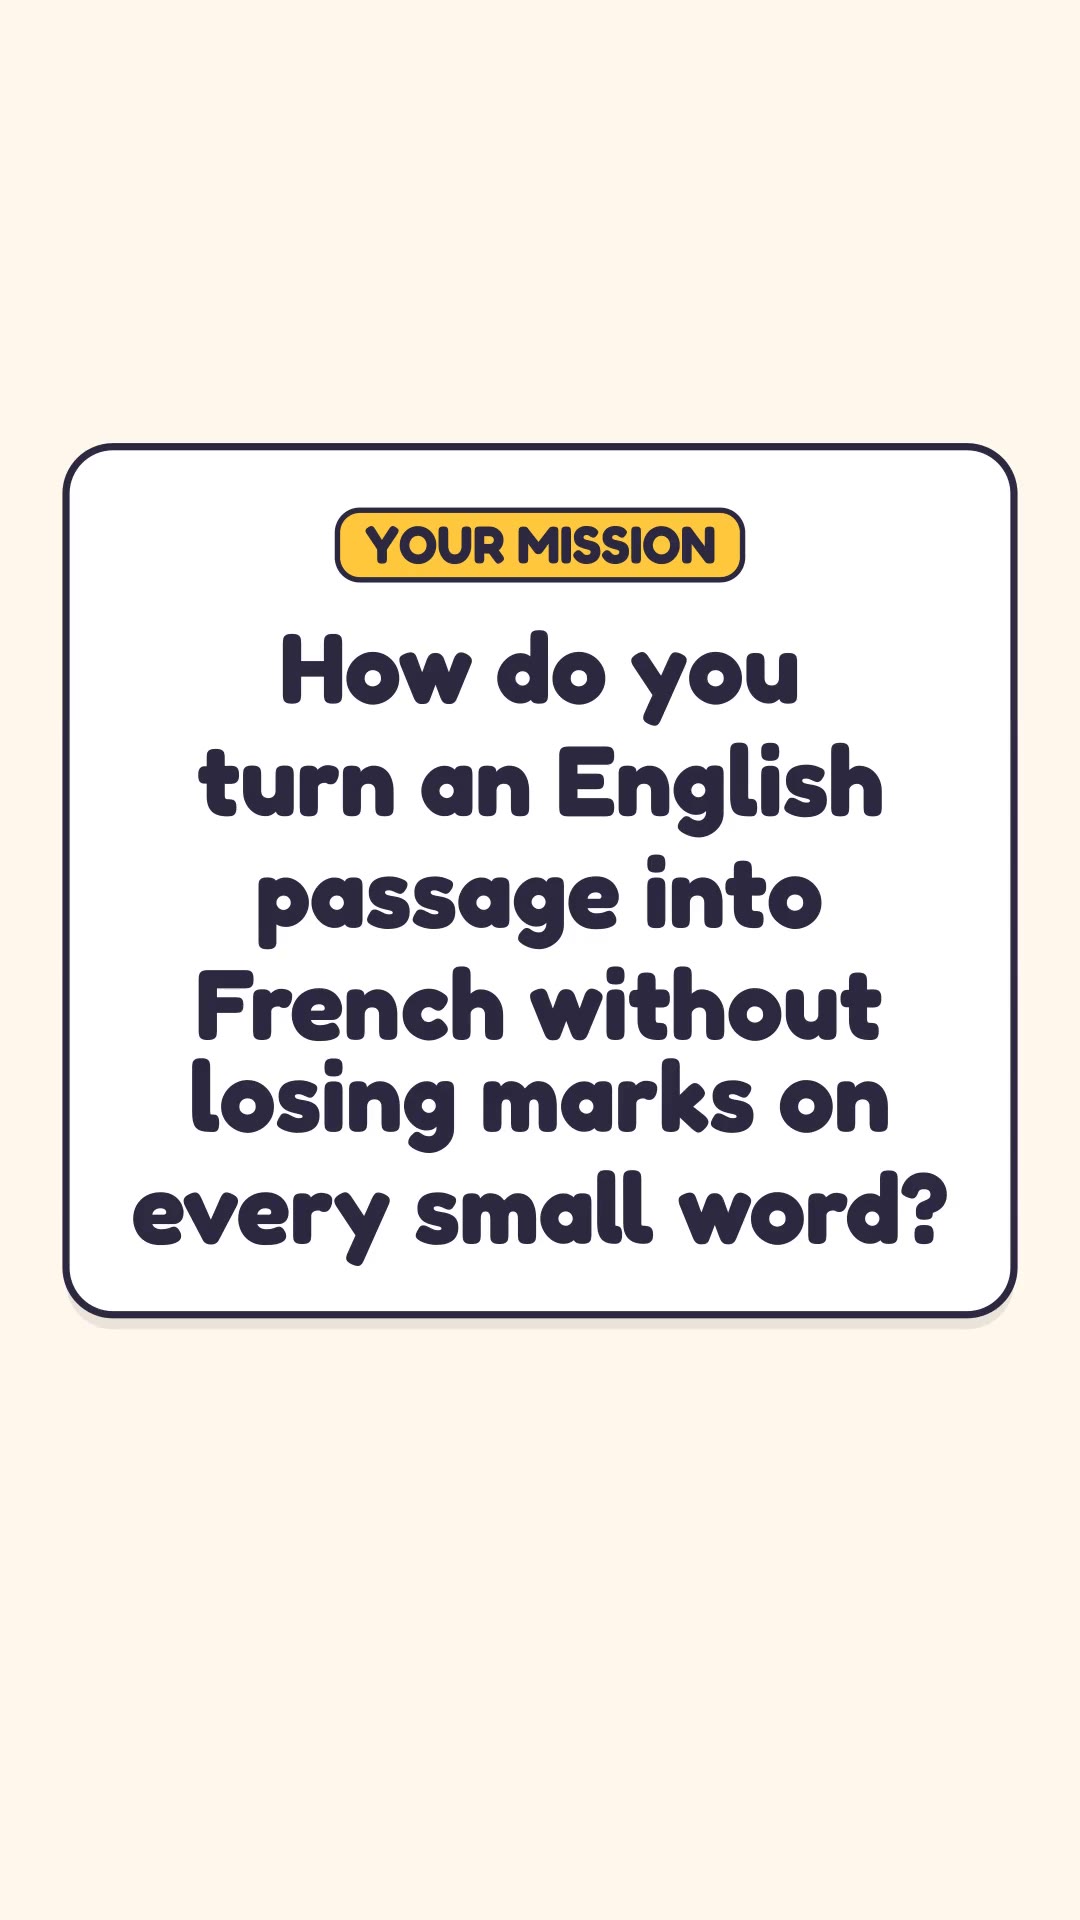 YOUR MISSION
How do you
turn an English
passage into
French without
losing marks on
every small word?